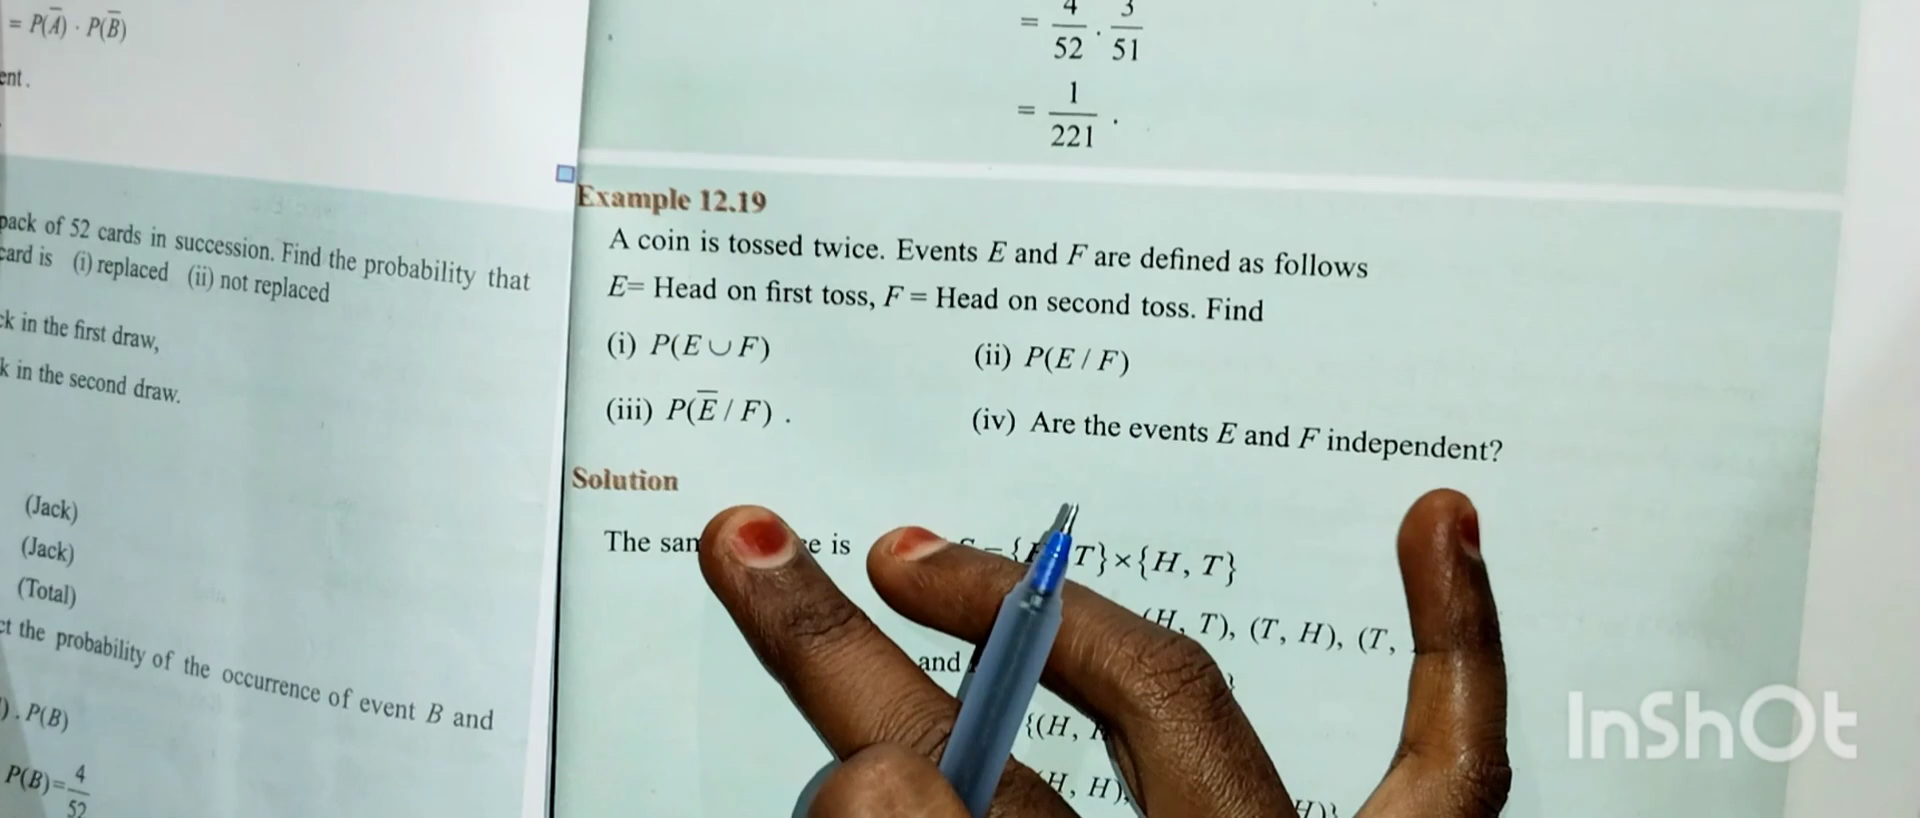 = P(A̅) · P(B̅)
ent.
pack of 52 cards in succession. Find the probability that
card is (i) replaced (ii) not replaced
ck in the first draw,
k in the second draw.
(Jack)
(Jack)
(Total)
ct the probability of the occurrence of event B and
). P(B)
P(B)=4/52
= 4/52 · 3/51
= 1/221 .
Example 12.19
A coin is tossed twice. Events E and F are defined as follows
E= Head on first toss, F = Head on second toss. Find
(i) P(E∪F) (ii) P(E / F)
(iii) P(E̅ / F) . (iv) Are the events E and F independent?
Solution
The is T}×{H, T}
(H, T), (T, H), (T,
and
}
{(H,
H, H),
H)}
InShOt